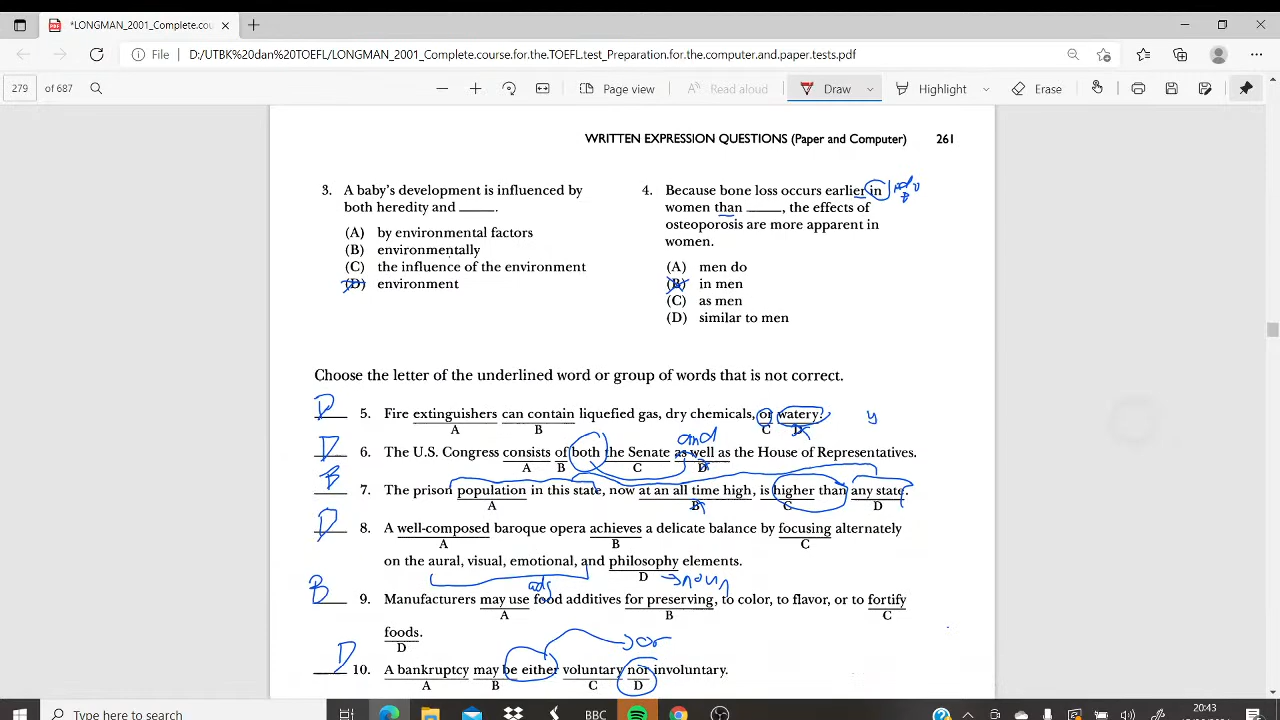 *LONGMAN_2001_Complete.cou
File D:/UTBK%20dan%20TOEFL/LONGMAN_2001_Complete.course.for.the.TOEFL.test_Preparation.for.the.computer.and.paper.tests.pdf
279 of 687 Page view Read aloud Draw Highlight Erase
WRITTEN EXPRESSION QUESTIONS (Paper and Computer) 261
3. A baby's development is influenced by
both heredity and _____.
(A) by environmental factors
(B) environmentally
(C) the influence of the environment
(D) environment
4. Because bone loss occurs earlier in
women than _____, the effects of
osteoporosis are more apparent in
women.
(A) men do
(B) in men
(C) as men
(D) similar to men
Choose the letter of the underlined word or group of words that is not correct.
D 5. Fire extinguishers can contain liquefied gas, dry chemicals, or watery. y
A B C D
and
D 6. The U.S. Congress consists of both the Senate as well as the House of Representatives.
A B C D
B 7. The prison population in this state, now at an all time high, is higher than any state.
A B C D
D 8. A well-composed baroque opera achieves a delicate balance by focusing alternately
A B C
on the aural, visual, emotional, and philosophy elements.
D noun
adj
B 9. Manufacturers may use food additives for preserving, to color, to flavor, or to fortify
A B C
foods.
D
or
D 10. A bankruptcy may be either voluntary nor involuntary.
A B C D
Type here to search
BBC
20:43